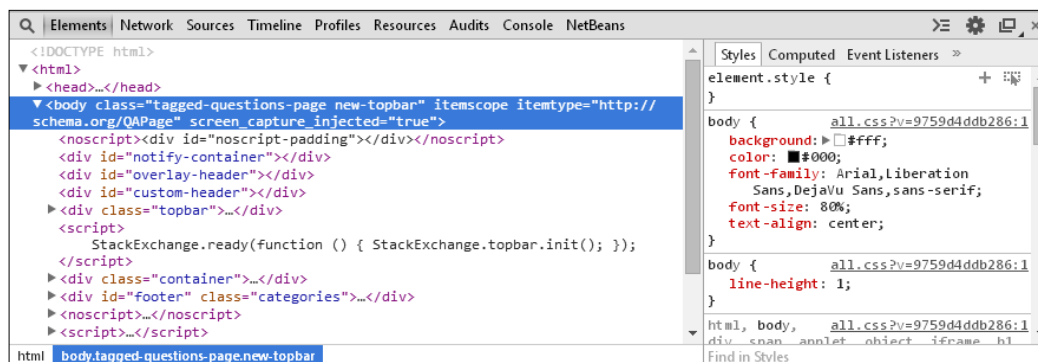 Elements Network Sources Timeline Profiles Resources Audits Console NetBeans
<!DOCTYPE html>
▼<html>
▶<head>…</head>
▼<body class="tagged-questions-page new-topbar" itemscope itemtype="http://
schema.org/QAPage" screen_capture_injected="true">
<noscript><div id="noscript-padding"></div></noscript>
<div id="notify-container"></div>
<div id="overlay-header"></div>
<div id="custom-header"></div>
▶<div class="topbar">…</div>
<script>
StackExchange.ready(function () { StackExchange.topbar.init(); });
</script>
▶<div class="container">…</div>
▶<div id="footer" class="categories">…</div>
▶<noscript>…</noscript>
▶<script>…</script>
html body.tagged-questions-page.new-topbar
Styles Computed Event Listeners »
element.style {
}
body { all.css?v=9759d4ddb286:1
background:▶#fff;
color: #000;
font-family: Arial,Liberation
Sans,DejaVu Sans,sans-serif;
font-size: 80%;
text-align: center;
}
body { all.css?v=9759d4ddb286:1
line-height: 1;
}
html, body, all.css?v=9759d4ddb286:1
div, span, applet, object, iframe, h1
Find in Styles